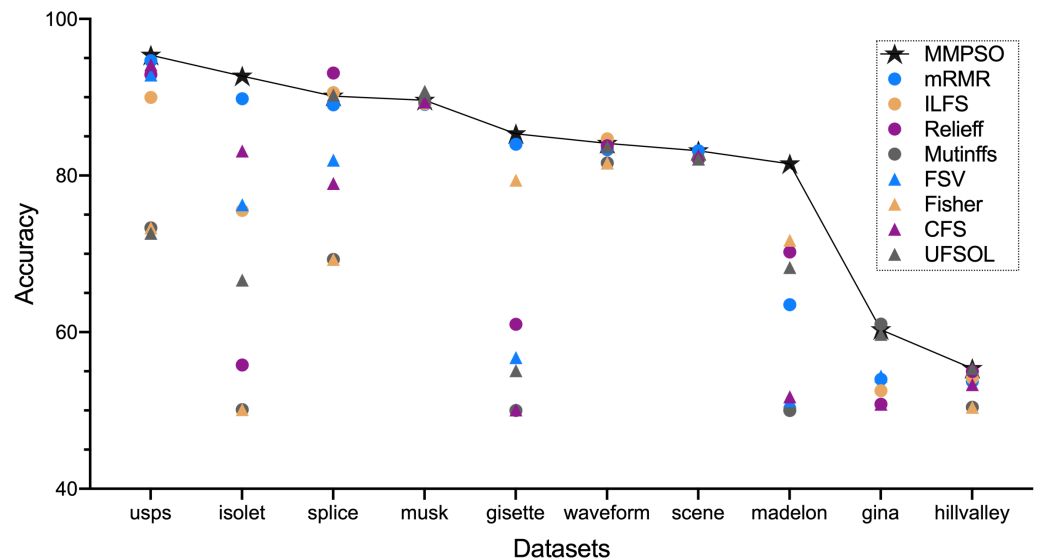 100
80
60
40
Accuracy
usps isolet splice musk gisette waveform scene madelon gina hillvalley
Datasets
MMPSO
mRMR
ILFS
Relieff
Mutinffs
FSV
Fisher
CFS
UFSOL